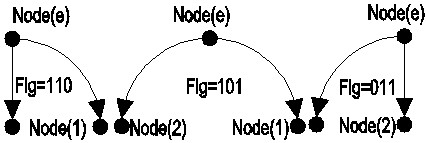 Node(e) Node(e) Node(e)
Flg=110 Flg=101 Flg=011
Node(1) Node(2) Node(1) Node(2)